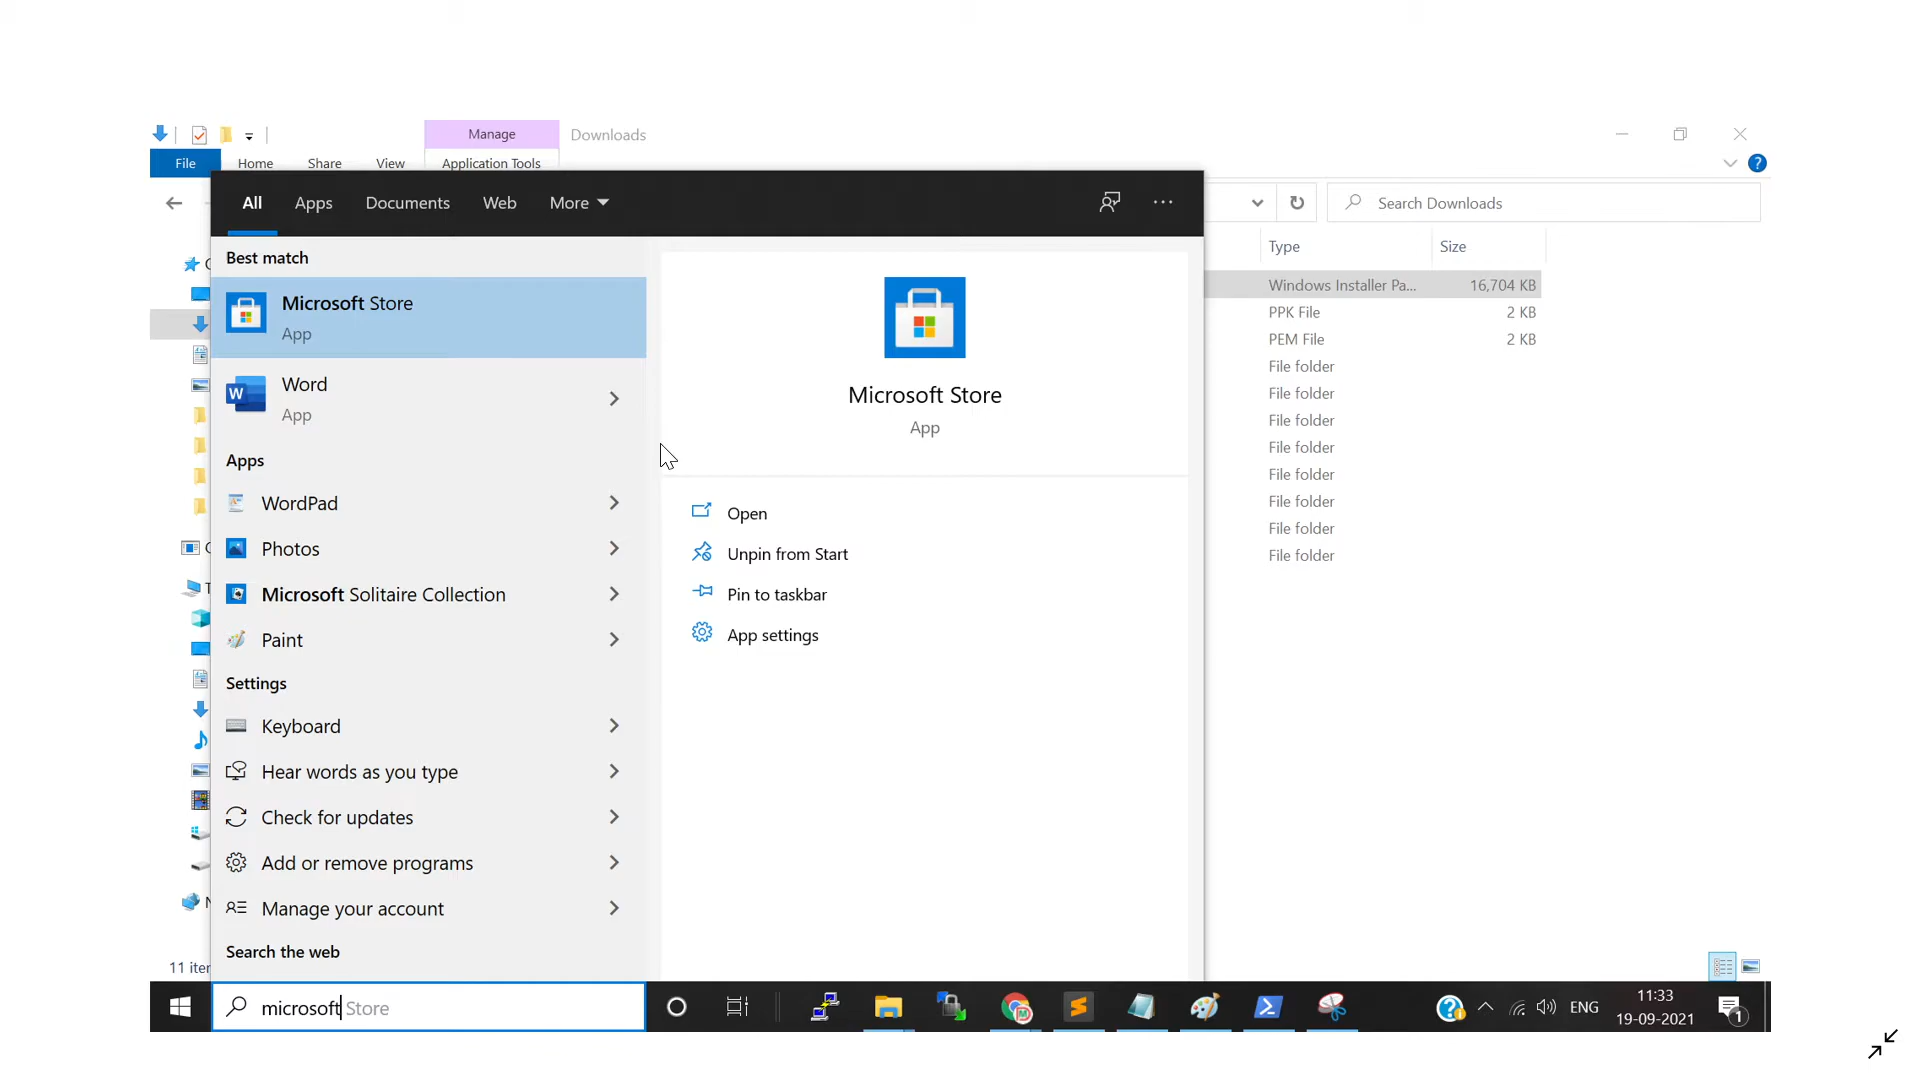 Manage
Downloads
File
Home
Share
View
Application Tools
All
Apps
Documents
Web
More
Search Downloads
Type
Size
Best match
Microsoft Store
App
Word
App
Apps
WordPad
Photos
Microsoft Solitaire Collection
Paint
Settings
Keyboard
Hear words as you type
Check for updates
Add or remove programs
Manage your account
Search the web
Microsoft Store
App
Open
Unpin from Start
Pin to taskbar
App settings
Windows Installer Pa... 16,704 KB
PPK File 2 KB
PEM File 2 KB
File folder
File folder
File folder
File folder
File folder
File folder
File folder
File folder
11 iter
microsoft Store
ENG
11:33
19-09-2021
1